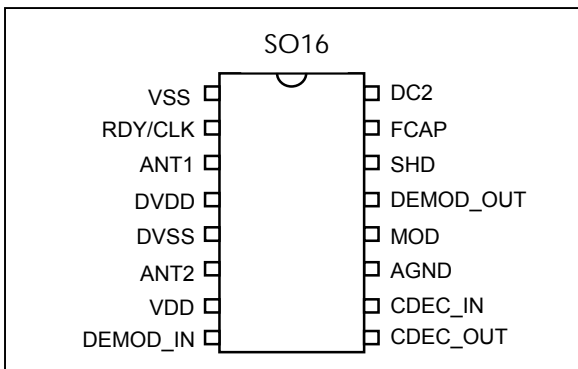 SO16
VSS
DC2
RDY/CLK
FCAP
ANT1
SHD
DVDD
DEMOD_OUT
DVSS
MOD
ANT2
AGND
VDD
CDEC_IN
DEMOD_IN
CDEC_OUT